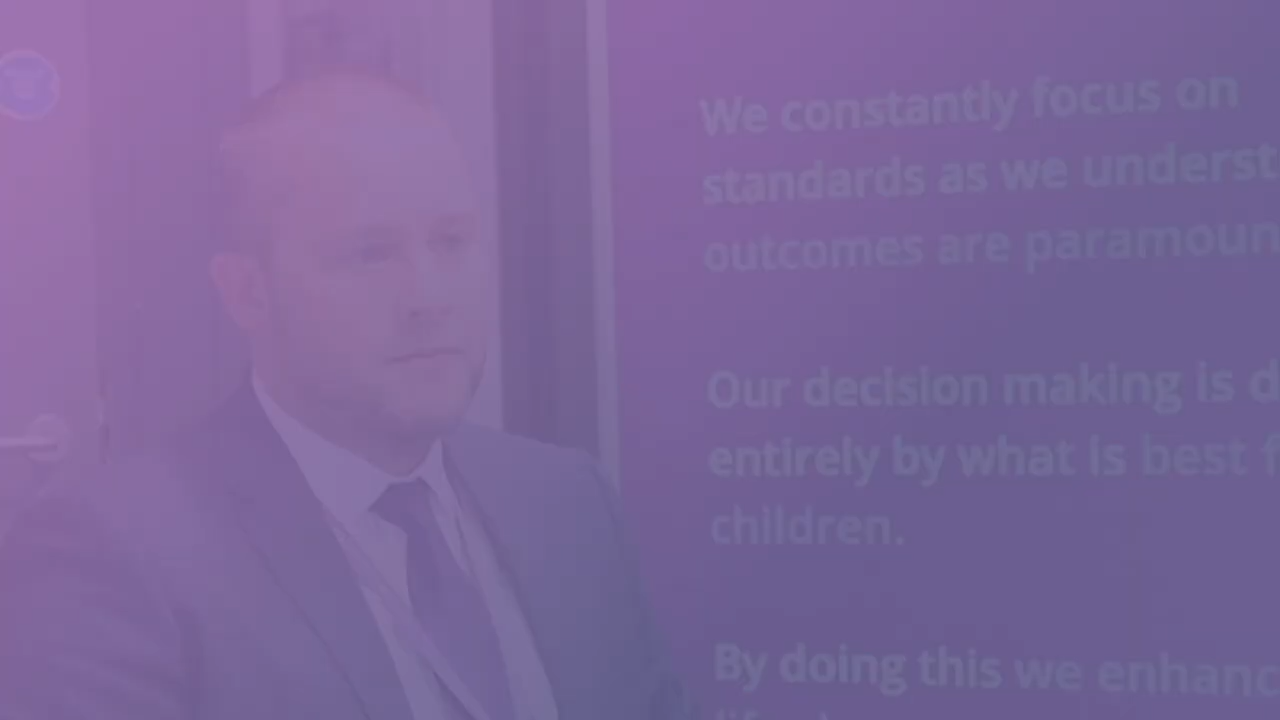 We constantly focus on
standards as we underst
outcomes are paramoun
Our decision making is d
entirely by what is best f
children.
By doing this we enhanc